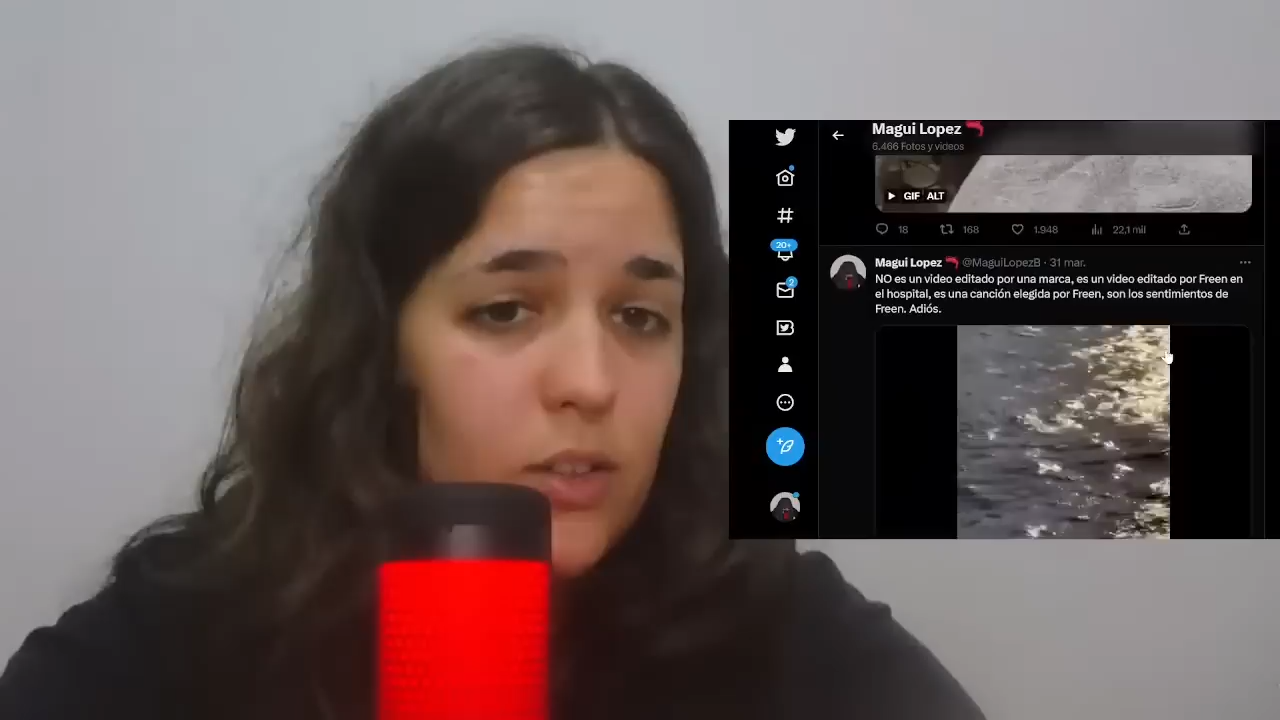 Magui Lopez
6.466 Fotos y videos
GIF ALT
18 168 1.948 22,1 mil
20+
Magui Lopez @MaguiLopezB · 31 mar.
2
NO es un video editado por una marca, es un video editado por Freen en
el hospital, es una canción elegida por Freen, son los sentimientos de
Freen. Adiós.